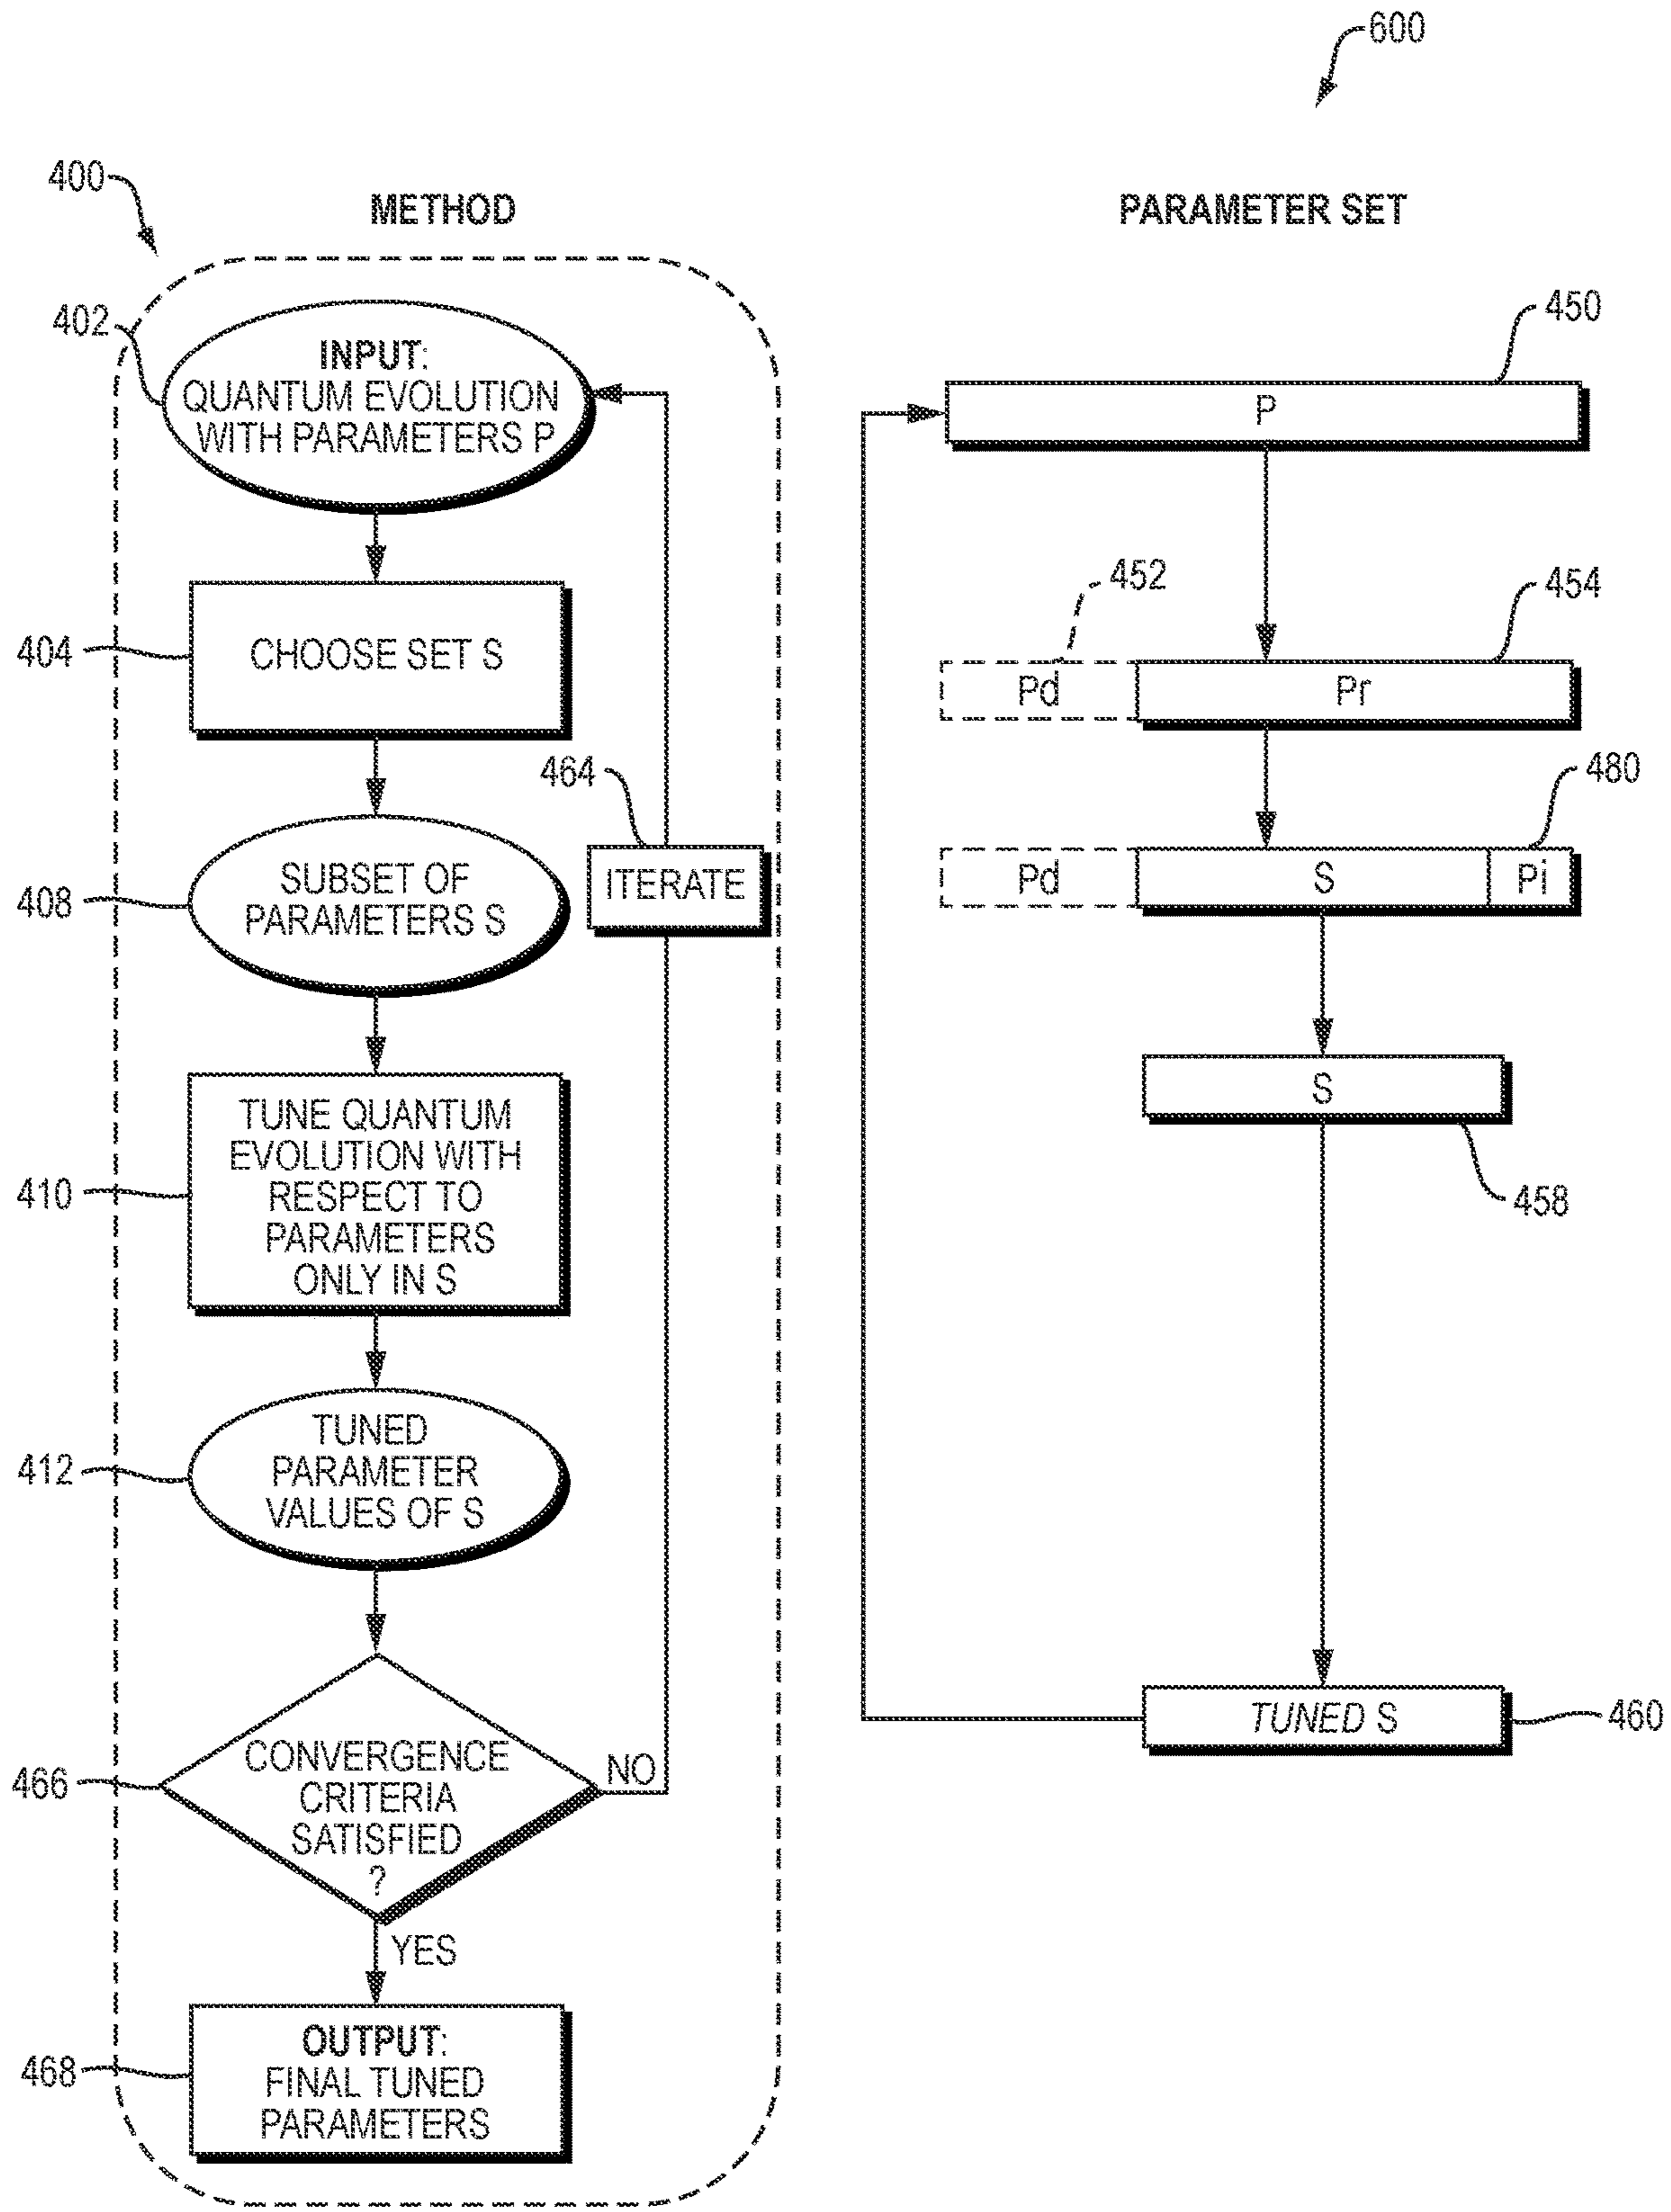 600
400
METHOD
PARAMETER SET
402
INPUT:
QUANTUM EVOLUTION
WITH PARAMETERS P
450
P
404
CHOOSE SET S
452
454
Pd
Pr
464
480
ITERATE
408
SUBSET OF
PARAMETERS S
Pd
S
Pi
S
458
410
TUNE QUANTUM
EVOLUTION WITH
RESPECT TO
PARAMETERS
ONLY IN S
412
TUNED
PARAMETER
VALUES OF S
TUNED S
460
466
CONVERGENCE
CRITERIA
SATISFIED
?
NO
YES
468
OUTPUT:
FINAL TUNED
PARAMETERS